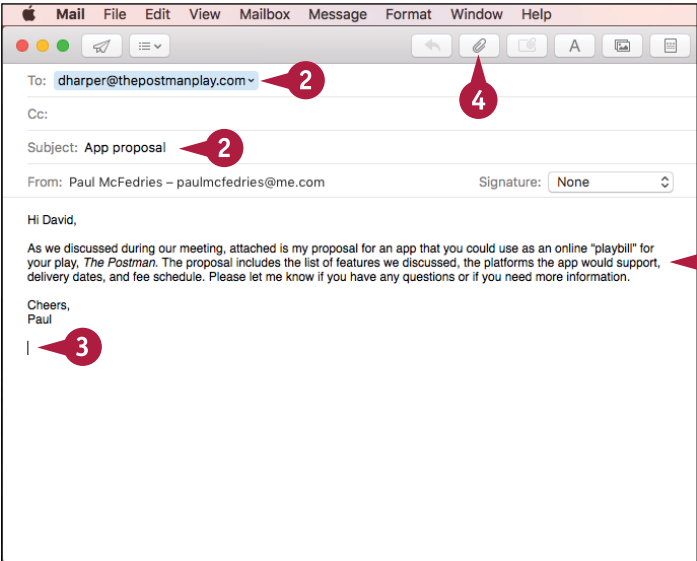 Mail File Edit View Mailbox Message Format Window Help
A
To: dharper@thepostmanplay.com 2
4
Cc:
Subject: App proposal 2
From: Paul McFedries – paulmcfedries@me.com Signature: None
Hi David,
As we discussed during our meeting, attached is my proposal for an app that you could use as an online "playbill" for
your play, The Postman. The proposal includes the list of features we discussed, the platforms the app would support,
delivery dates, and fee schedule. Please let me know if you have any questions or if you need more information.
Cheers,
Paul
3